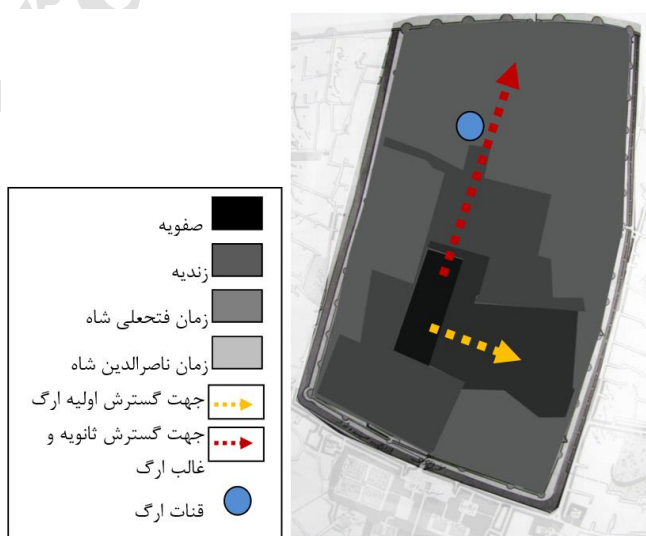 صفویه
زندیه
زمان فتحعلی شاه
زمان ناصرالدین شاه
جهت گسترش اولیه ارگ
جهت گسترش ثانویه و
غالب ارگ
قنات ارگ